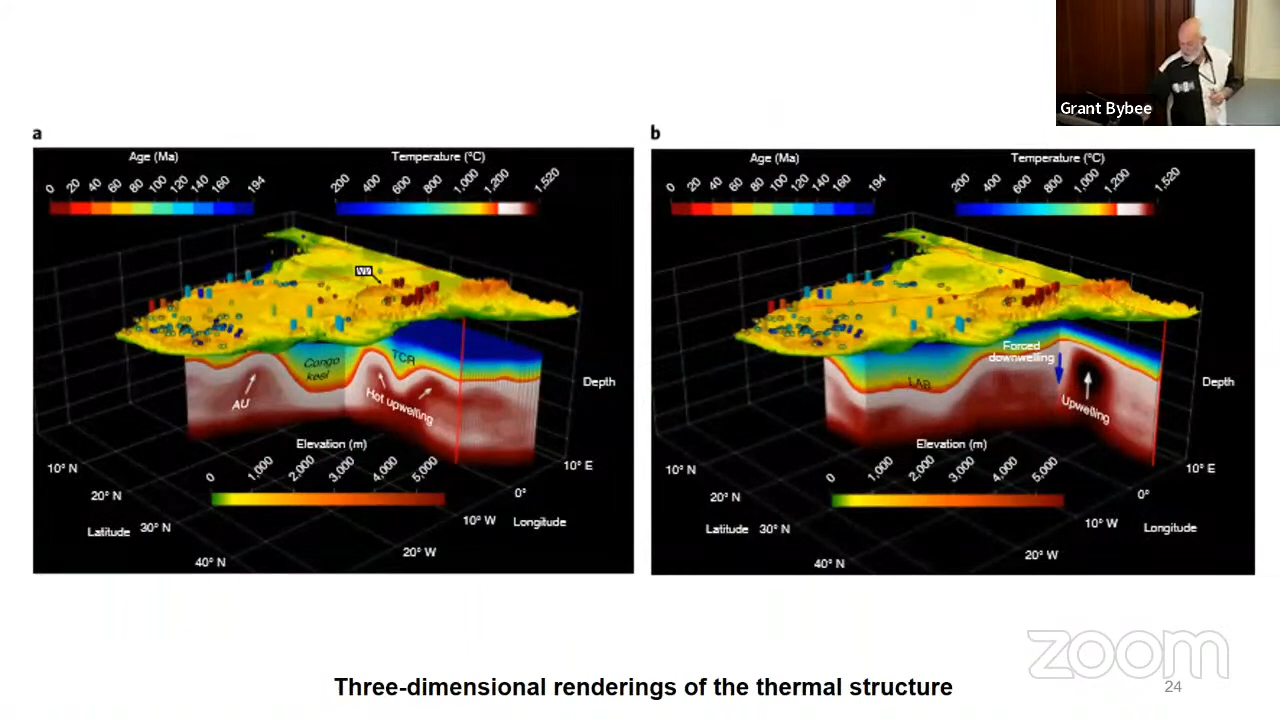 Grant Bybee
a
Age (Ma)
0 20 40 60 80 100 120 140 160 194
Temperature (°C)
200 400 600 800 1,000 1,200 1,520
TCR
Congo
keel
AU
Hot upwelling
Depth
Elevation (m)
0 1,000 2,000 3,000 4,000 5,000
10° N
20° N
30° N
40° N
Latitude
10° E
0°
10° W
20° W
Longitude
b
Age (Ma)
0 20 40 60 80 100 120 140 160 194
Temperature (°C)
200 400 600 800 1,000 1,200 1,520
Forced
downwelling
LAB
Upwelling
Depth
Elevation (m)
0 1,000 2,000 3,000 4,000 5,000
10° N
20° N
Latitude 30° N
40° N
10° E
0°
10° W
20° W
Longitude
zoom
Three-dimensional renderings of the thermal structure
24